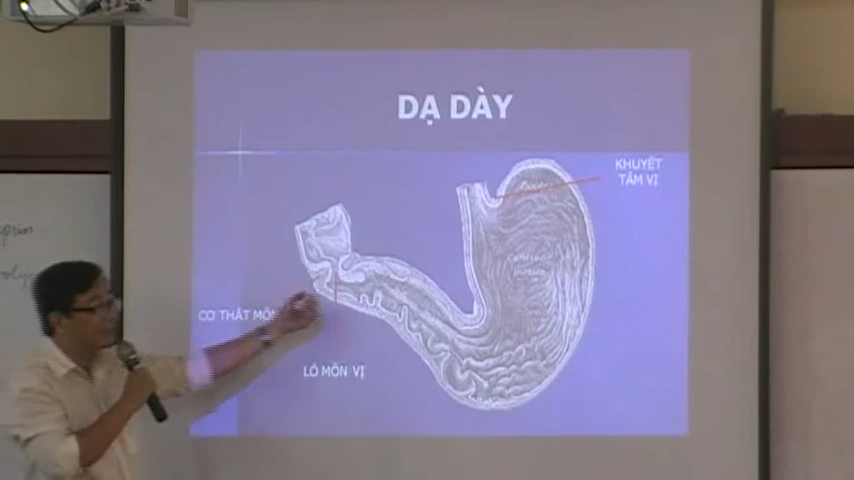 DẠ DÀY
KHUYẾT
TÂM VỊ
CƠ THẮT MÔN
LỖ MÔN VỊ